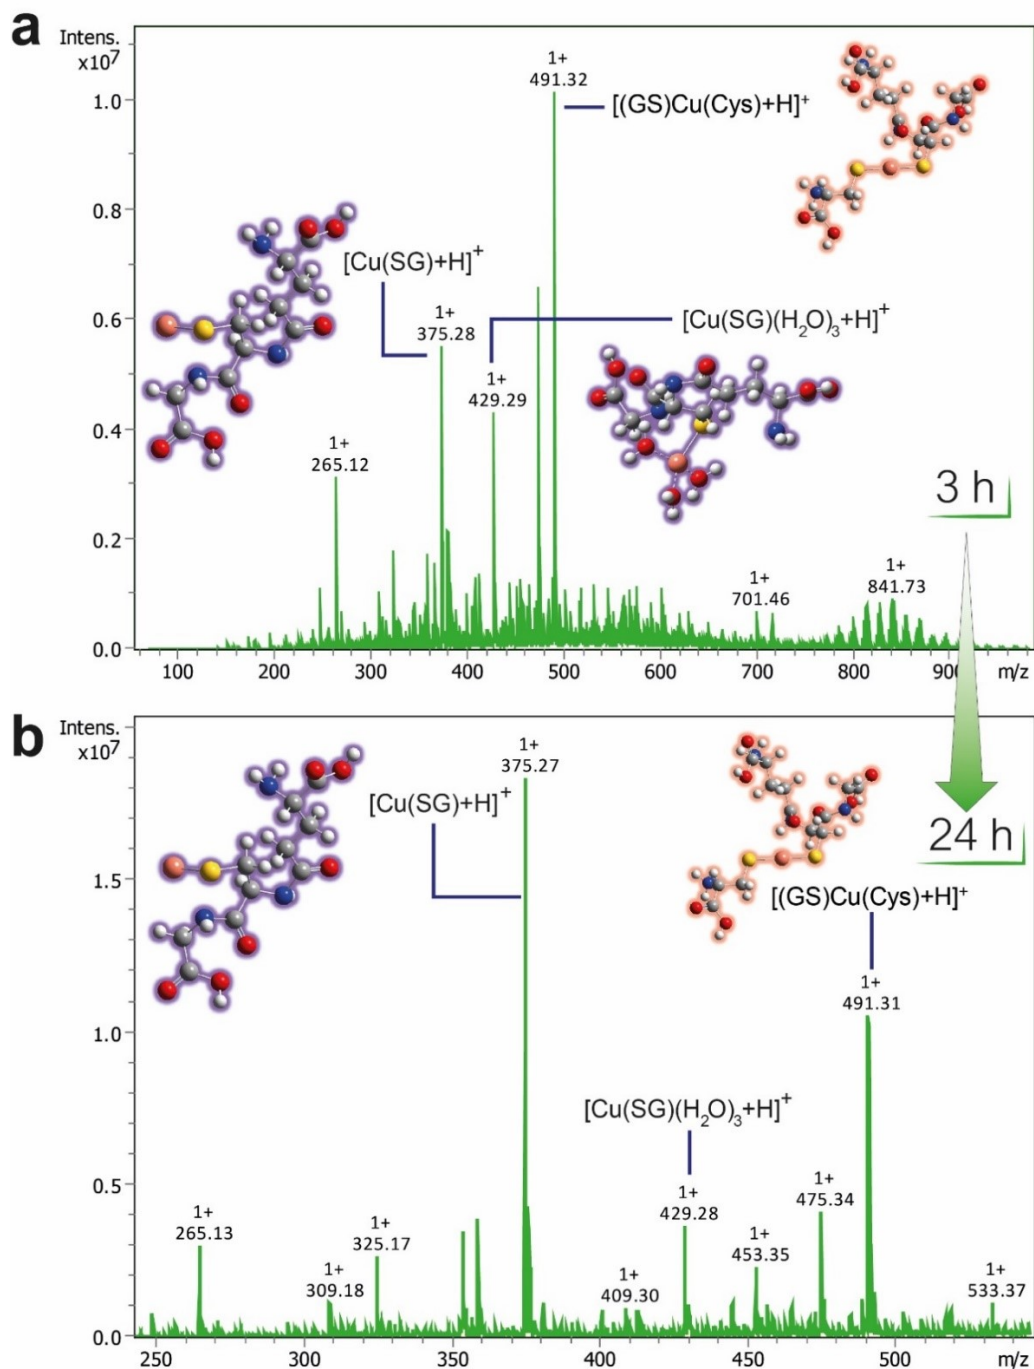 a
Intens.
x10⁷
1+
491.32
[(GS)Cu(Cys)+H]⁺
1.0
0.8
[Cu(SG)+H]⁺
0.6
1+
375.28
[Cu(SG)(H₂O)₃+H]⁺
1+
429.29
0.4
1+
265.12
3 h
0.2
1+
701.46
1+
841.73
0.0
100 200 300 400 500 600 700 800 900 m/z
b
Intens.
x10⁷
1+
375.27
[Cu(SG)+H]⁺
24 h
1.5
[(GS)Cu(Cys)+H]⁺
1+
491.31
1.0
[Cu(SG)(H₂O)₃+H]⁺
0.5
1+
265.13
1+
309.18
1+
325.17
1+
409.30
1+
429.28
1+
453.35
1+
475.34
1+
533.37
0.0
250 300 350 400 450 500 m/z